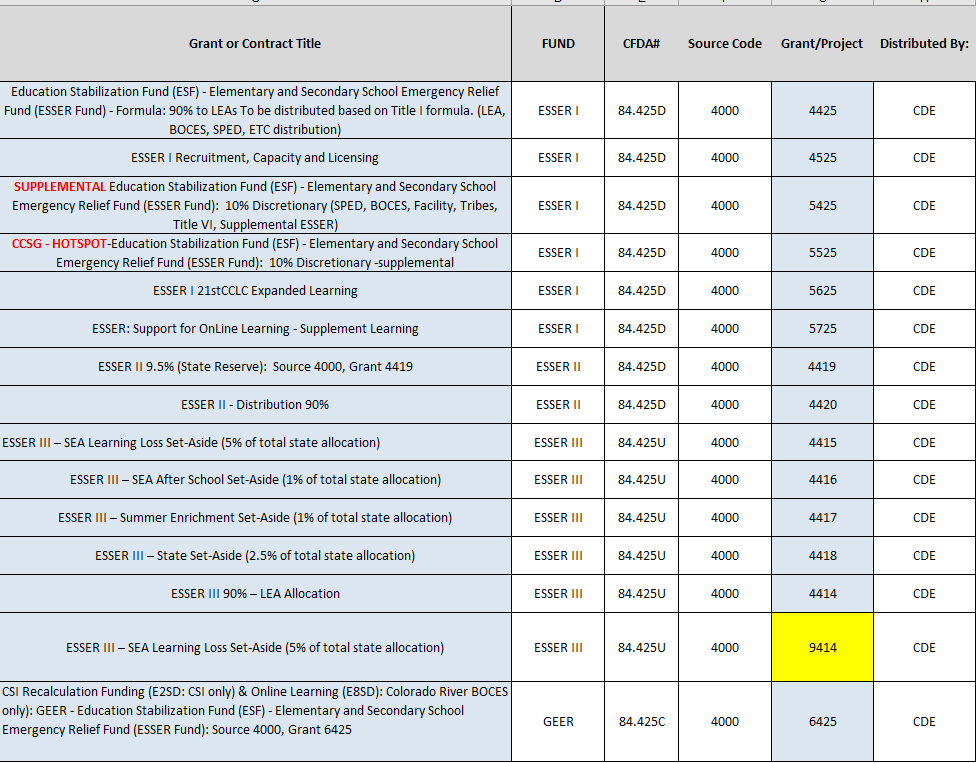 Grant or Contract Title FUND CFDA# Source Code Grant/Project Distributed By:
Education Stabilization Fund (ESF) - Elementary and Secondary School Emergency Relief
Fund (ESSER Fund) - Formula: 90% to LEAs To be distributed based on Title I formula. (LEA, ESSER I 84.425D 4000 4425 CDE
BOCES, SPED, ETC distribution)
ESSER I Recruitment, Capacity and Licensing ESSER I 84.425D 4000 4525 CDE
SUPPLEMENTAL Education Stabilization Fund (ESF) - Elementary and Secondary School
Emergency Relief Fund (ESSER Fund): 10% Discretionary (SPED, BOCES, Facility, Tribes, ESSER I 84.425D 4000 5425 CDE
Title VI, Supplemental ESSER)
CCSG - HOTSPOT-Education Stabilization Fund (ESF) - Elementary and Secondary School ESSER I 84.425D 4000 5525 CDE
Emergency Relief Fund (ESSER Fund): 10% Discretionary -supplemental
ESSER I 21stCCLC Expanded Learning ESSER I 84.425D 4000 5625 CDE
ESSER: Support for OnLine Learning - Supplement Learning ESSER I 84.425D 4000 5725 CDE
ESSER II 9.5% (State Reserve): Source 4000, Grant 4419 ESSER II 84.425D 4000 4419 CDE
ESSER II - Distribution 90% ESSER II 84.425D 4000 4420 CDE
ESSER III – SEA Learning Loss Set-Aside (5% of total state allocation) ESSER III 84.425U 4000 4415 CDE
ESSER III – SEA After School Set-Aside (1% of total state allocation) ESSER III 84.425U 4000 4416 CDE
ESSER III – Summer Enrichment Set-Aside (1% of total state allocation) ESSER III 84.425U 4000 4417 CDE
ESSER III – State Set-Aside (2.5% of total state allocation) ESSER III 84.425U 4000 4418 CDE
ESSER III 90% – LEA Allocation ESSER III 84.425U 4000 4414 CDE
ESSER III – SEA Learning Loss Set-Aside (5% of total state allocation) ESSER III 84.425U 4000 9414 CDE
CSI Recalculation Funding (E2SD: CSI only) & Online Learning (E8SD): Colorado River BOCES
only): GEER - Education Stabilization Fund (ESF) - Elementary and Secondary School GEER 84.425C 4000 6425 CDE
Emergency Relief Fund (ESSER Fund): Source 4000, Grant 6425